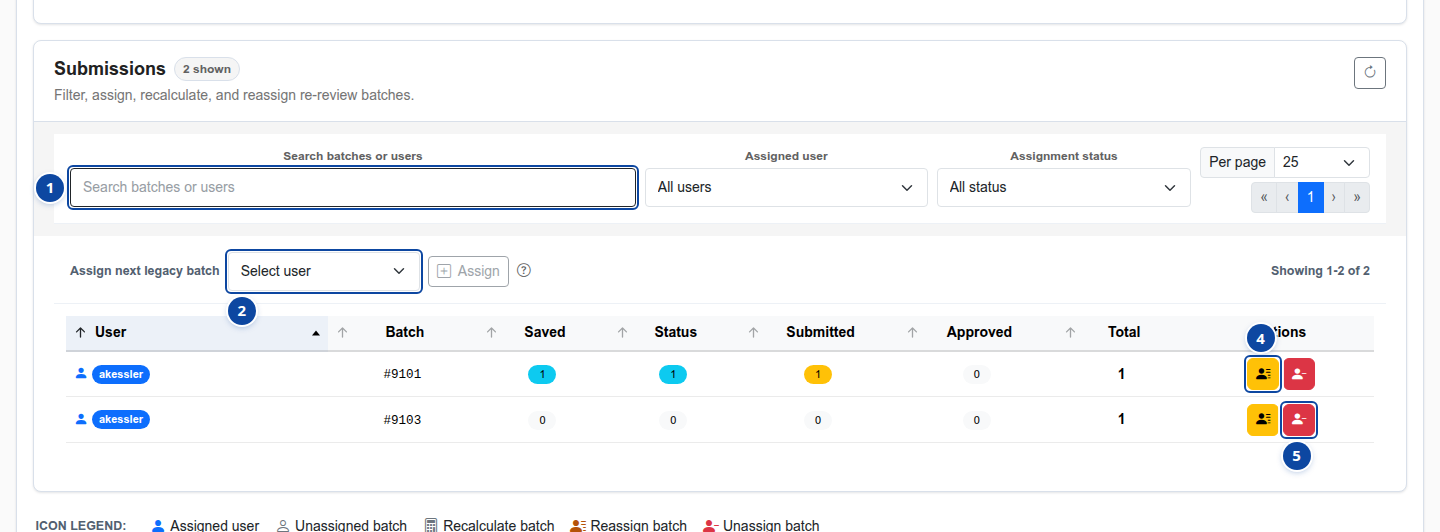 Submissions 2 shown
Filter, assign, recalculate, and reassign re-review batches.
Search batches or users Assigned user Assignment status
Per page 25
1 Search batches or users All users All status
« ‹ 1 › »
Assign next legacy batch Select user Assign ? Showing 1-2 of 2
2
User Batch Saved Status Submitted Approved Total
4
akessler #9101 1 1 1 0 1
akessler #9103 0 0 0 0 1
5
ICON LEGEND: Assigned user Unassigned batch Recalculate batch Reassign batch Unassign batch